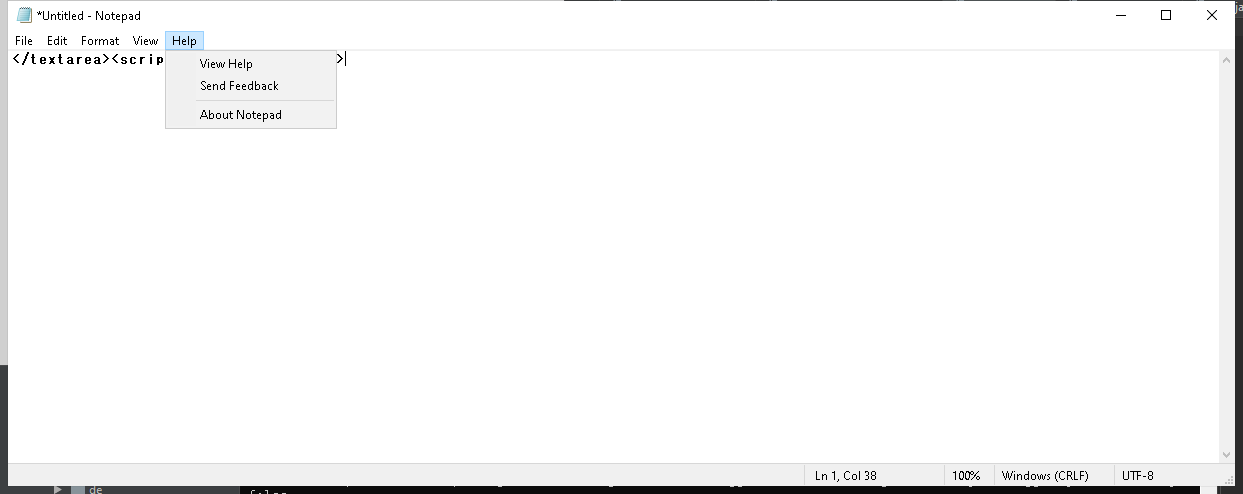 *Untitled - Notepad
File Edit Format View Help
</textarea><scrip >
View Help
Send Feedback
About Notepad
Ln 1, Col 38 100% Windows (CRLF) UTF-8
de